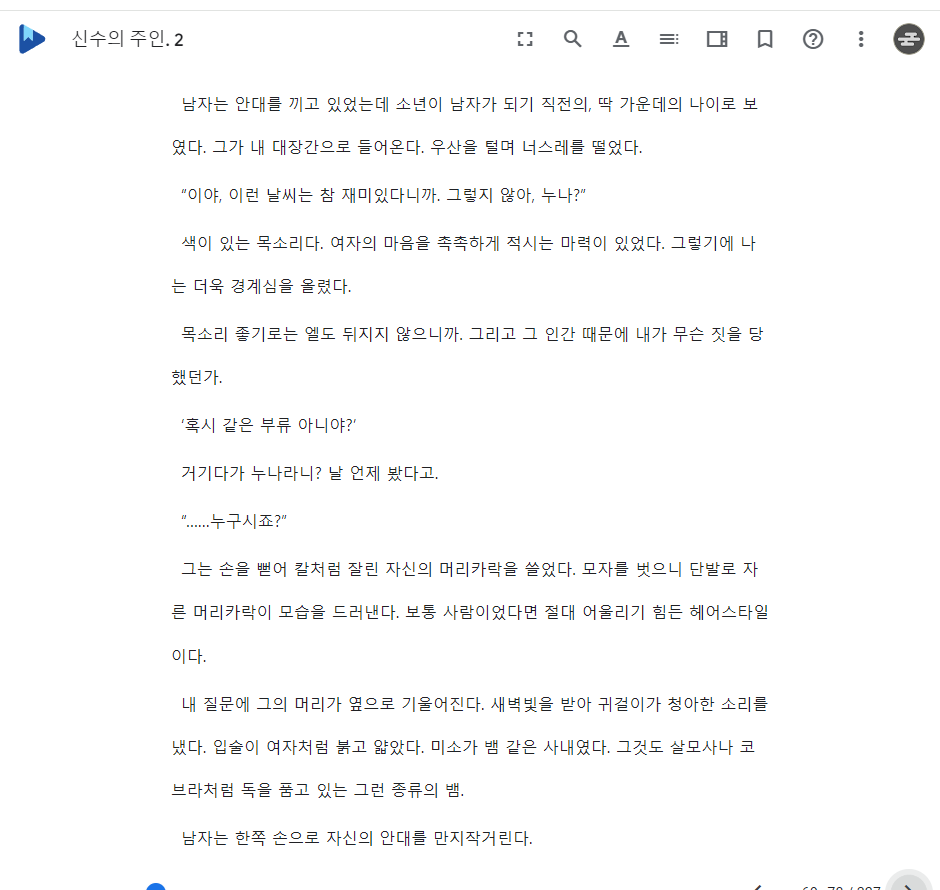 신수의 주인. 2
남자는 안대를 끼고 있었는데 소년이 남자가 되기 직전의, 딱 가운데의 나이로 보
였다. 그가 내 대장간으로 들어온다. 우산을 털며 너스레를 떨었다.
"이야, 이런 날씨는 참 재미있다니까. 그렇지 않아, 누나?"
색이 있는 목소리다. 여자의 마음을 촉촉하게 적시는 마력이 있었다. 그렇기에 나
는 더욱 경계심을 올렸다.
목소리 좋기로는 엘도 뒤지지 않으니까. 그리고 그 인간 때문에 내가 무슨 짓을 당
했던가.
'혹시 같은 부류 아니야?'
거기다가 누나라니? 날 언제 봤다고.
"......누구시죠?"
그는 손을 뻗어 칼처럼 잘린 자신의 머리카락을 쓸었다. 모자를 벗으니 단발로 자
른 머리카락이 모습을 드러낸다. 보통 사람이었다면 절대 어울리기 힘든 헤어스타일
이다.
내 질문에 그의 머리가 옆으로 기울어진다. 새벽빛을 받아 귀걸이가 청아한 소리를
냈다. 입술이 여자처럼 붉고 얇았다. 미소가 뱀 같은 사내였다. 그것도 살모사나 코
브라처럼 독을 품고 있는 그런 종류의 뱀.
남자는 한쪽 손으로 자신의 안대를 만지작거린다.